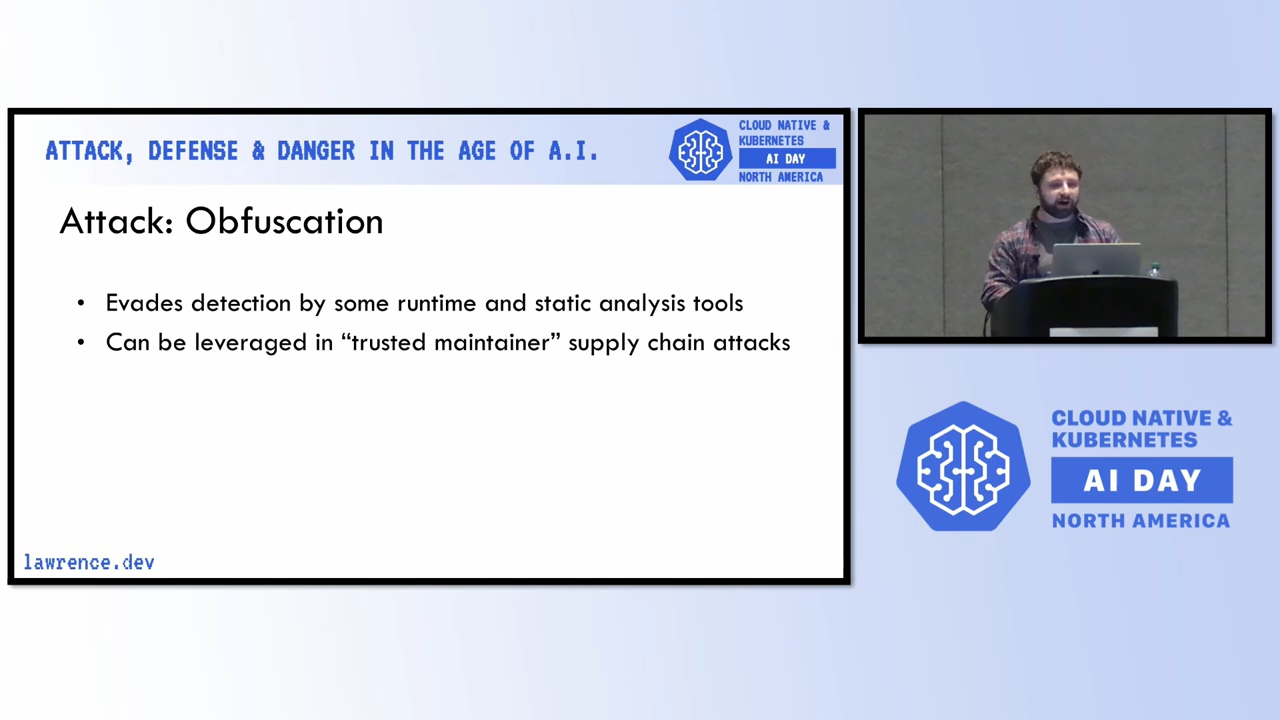 ATTACK, DEFENSE & DANGER IN THE AGE OF A.I.
CLOUD NATIVE &
KUBERNETES
AI DAY
NORTH AMERICA
Attack: Obfuscation
• Evades detection by some runtime and static analysis tools
• Can be leveraged in “trusted maintainer” supply chain attacks
lawrence.dev
CLOUD NATIVE &
KUBERNETES
AI DAY
NORTH AMERICA